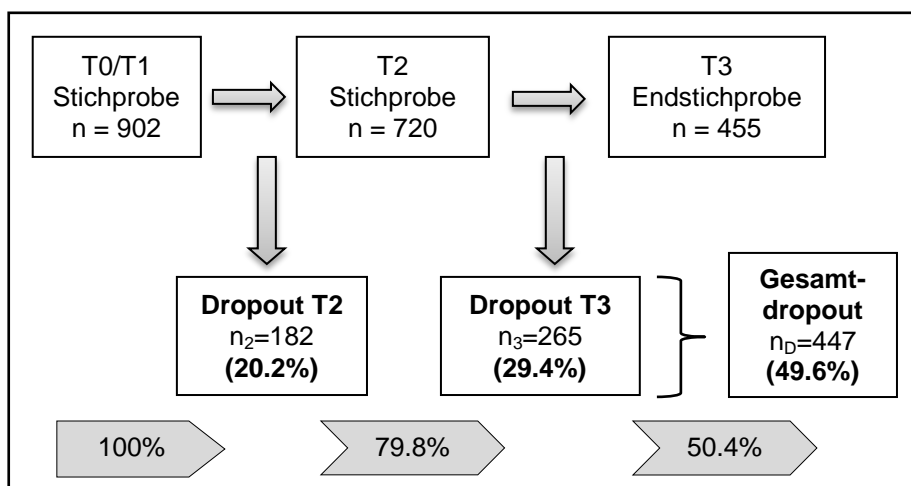 T0/T1
Stichprobe
n = 902
T2
Stichprobe
n = 720
T3
Endstichprobe
n = 455
Dropout T2
n₂=182
(20.2%)
Dropout T3
n₃=265
(29.4%)
Gesamt-
dropout
n_D=447
(49.6%)
100%
79.8%
50.4%